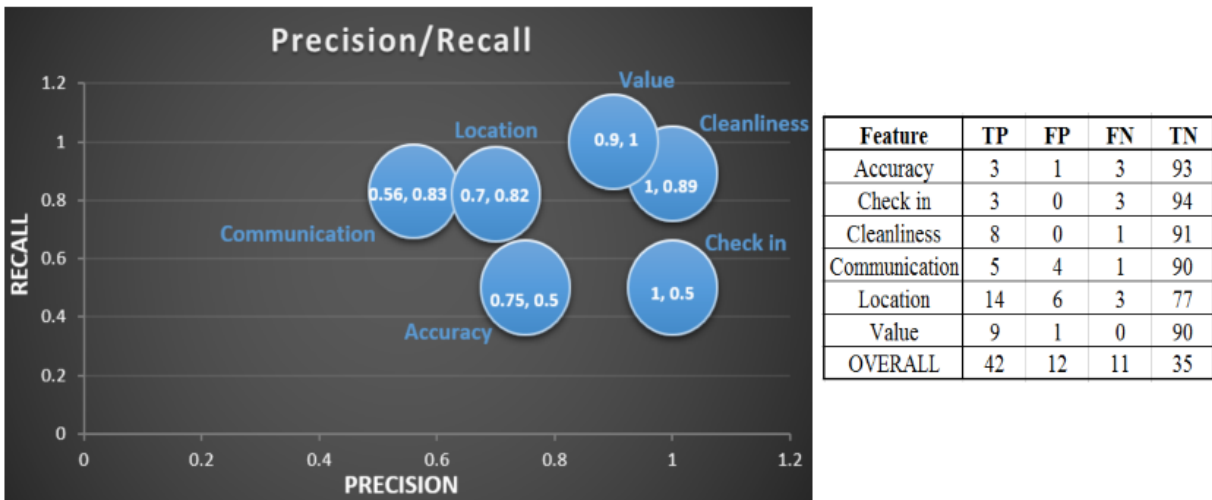 Precision/Recall
RECALL
1.2
1
0.8
0.6
0.4
0.2
0
0
0.2
0.4
0.6
0.8
1
1.2
PRECISION
Value
0.9, 1
Cleanliness
1, 0.89
Location
0.7, 0.82
Communication
0.56, 0.83
Check in
1, 0.5
Accuracy
0.75, 0.5
Feature TP FP FN TN
Accuracy 3 1 3 93
Check in 3 0 3 94
Cleanliness 8 0 1 91
Communication 5 4 1 90
Location 14 6 3 77
Value 9 1 0 90
OVERALL 42 12 11 35